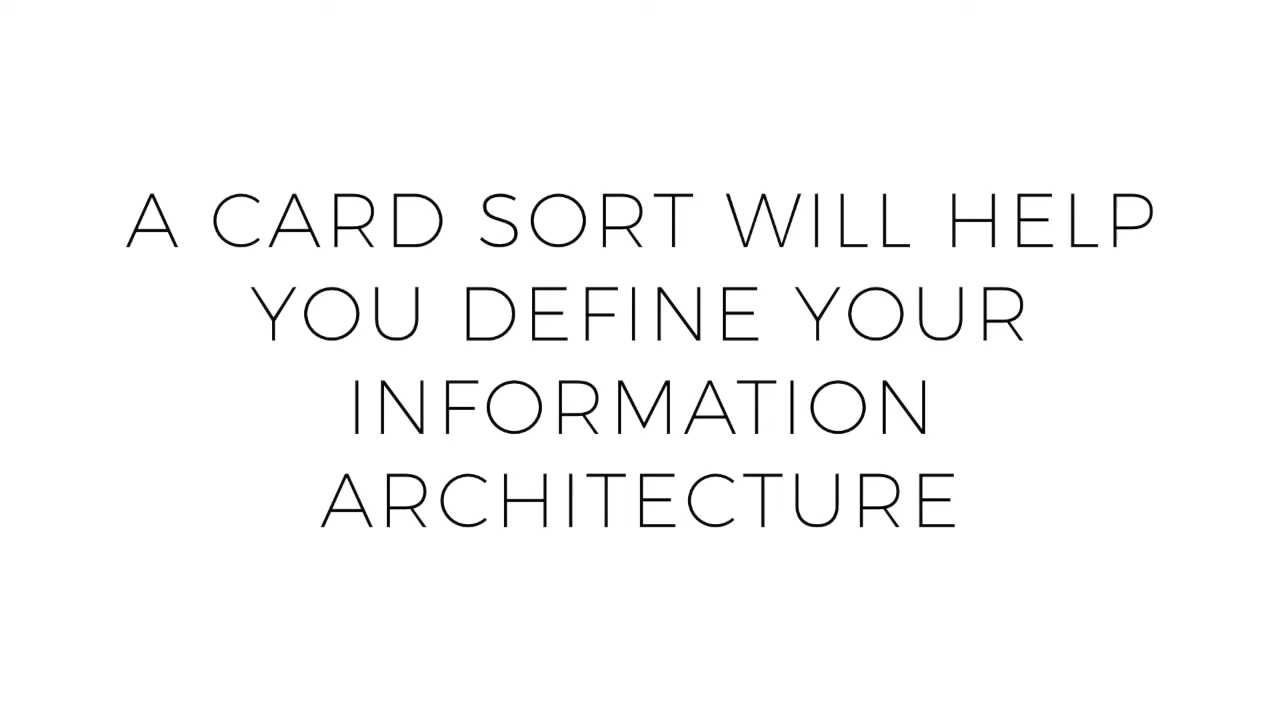 A CARD SORT WILL HELP
YOU DEFINE YOUR
INFORMATION
ARCHITECTURE